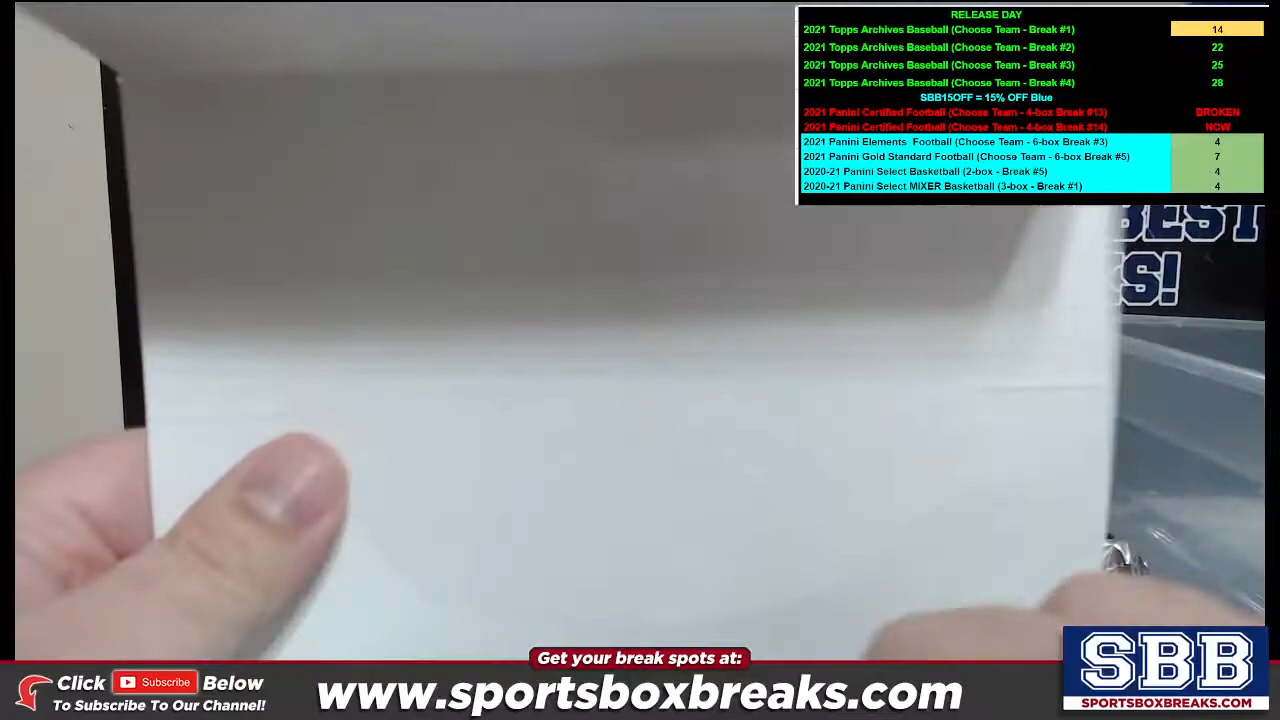 RELEASE DAY
2021 Topps Archives Baseball (Choose Team - Break #1) 14
2021 Topps Archives Baseball (Choose Team - Break #2) 22
2021 Topps Archives Baseball (Choose Team - Break #3) 25
2021 Topps Archives Baseball (Choose Team - Break #4) 28
SBB15OFF = 15% OFF Blue
2021 Panini Certified Football (Choose Team - 4-box Break #13) BROKEN
2021 Panini Certified Football (Choose Team - 4-box Break #14) NOW
2021 Panini Elements Football (Choose Team - 6-box Break #3) 4
2021 Panini Gold Standard Football (Choose Team - 6-box Break #5) 7
2020-21 Panini Select Basketball (2-box - Break #5) 4
2020-21 Panini Select MIXER Basketball (3-box - Break #1) 4
BEST
S!
Get your break spots at:
Click Subscribe Below
To Subscribe To Our Channel!
www.sportsboxbreaks.com
SBB
SPORTSBOXBREAKS.COM